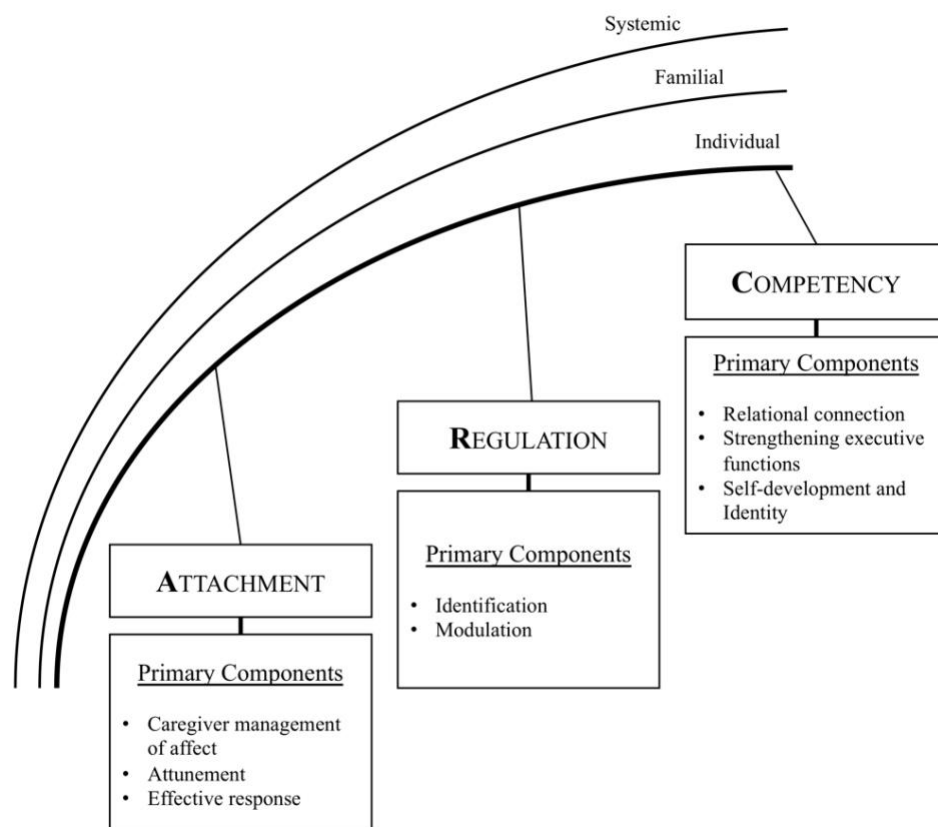 Systemic
Familial
Individual
COMPETENCY
Primary Components
• Relational connection
• Strengthening executive
functions
• Self-development and
Identity
REGULATION
Primary Components
• Identification
• Modulation
ATTACHMENT
Primary Components
• Caregiver management
of affect
• Attunement
• Effective response